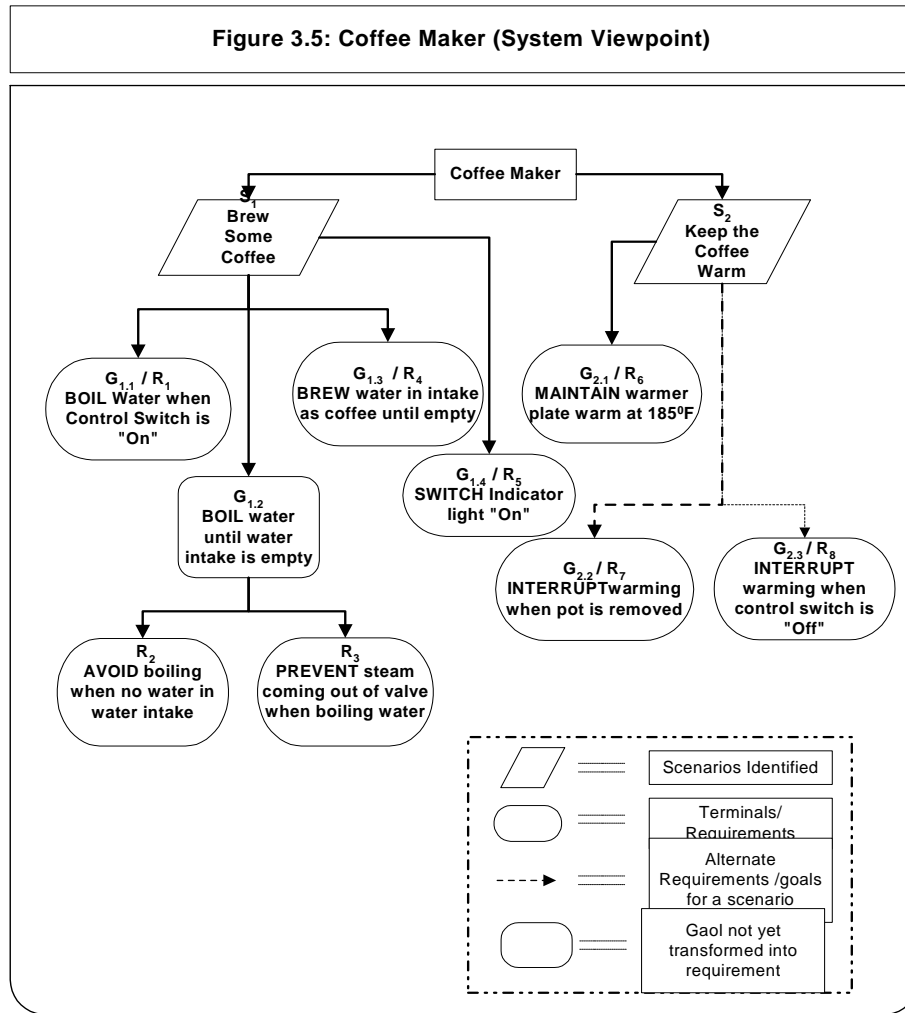 Figure 3.5: Coffee Maker (System Viewpoint)
Coffee Maker
S1
Brew
Some
Coffee
S2
Keep the
Coffee
Warm
G1.1 / R1
BOIL Water when
Control Switch is
"On"
G1.3 / R4
BREW water in intake
as coffee until empty
G2.1 / R6
MAINTAIN warmer
plate warm at 185⁰F
G1.2
BOIL water
until water
intake is empty
G1.4 / R5
SWITCH Indicator
light "On"
G2.2 / R7
INTERRUPTwarming
when pot is removed
G2.3 / R8
INTERRUPT
warming when
control switch is
"Off"
R2
AVOID boiling
when no water in
water intake
R3
PREVENT steam
coming out of valve
when boiling water
Scenarios Identified
Terminals/
Requirements
Alternate
Requirements /goals
for a scenario
Gaol not yet
transformed into
requirement